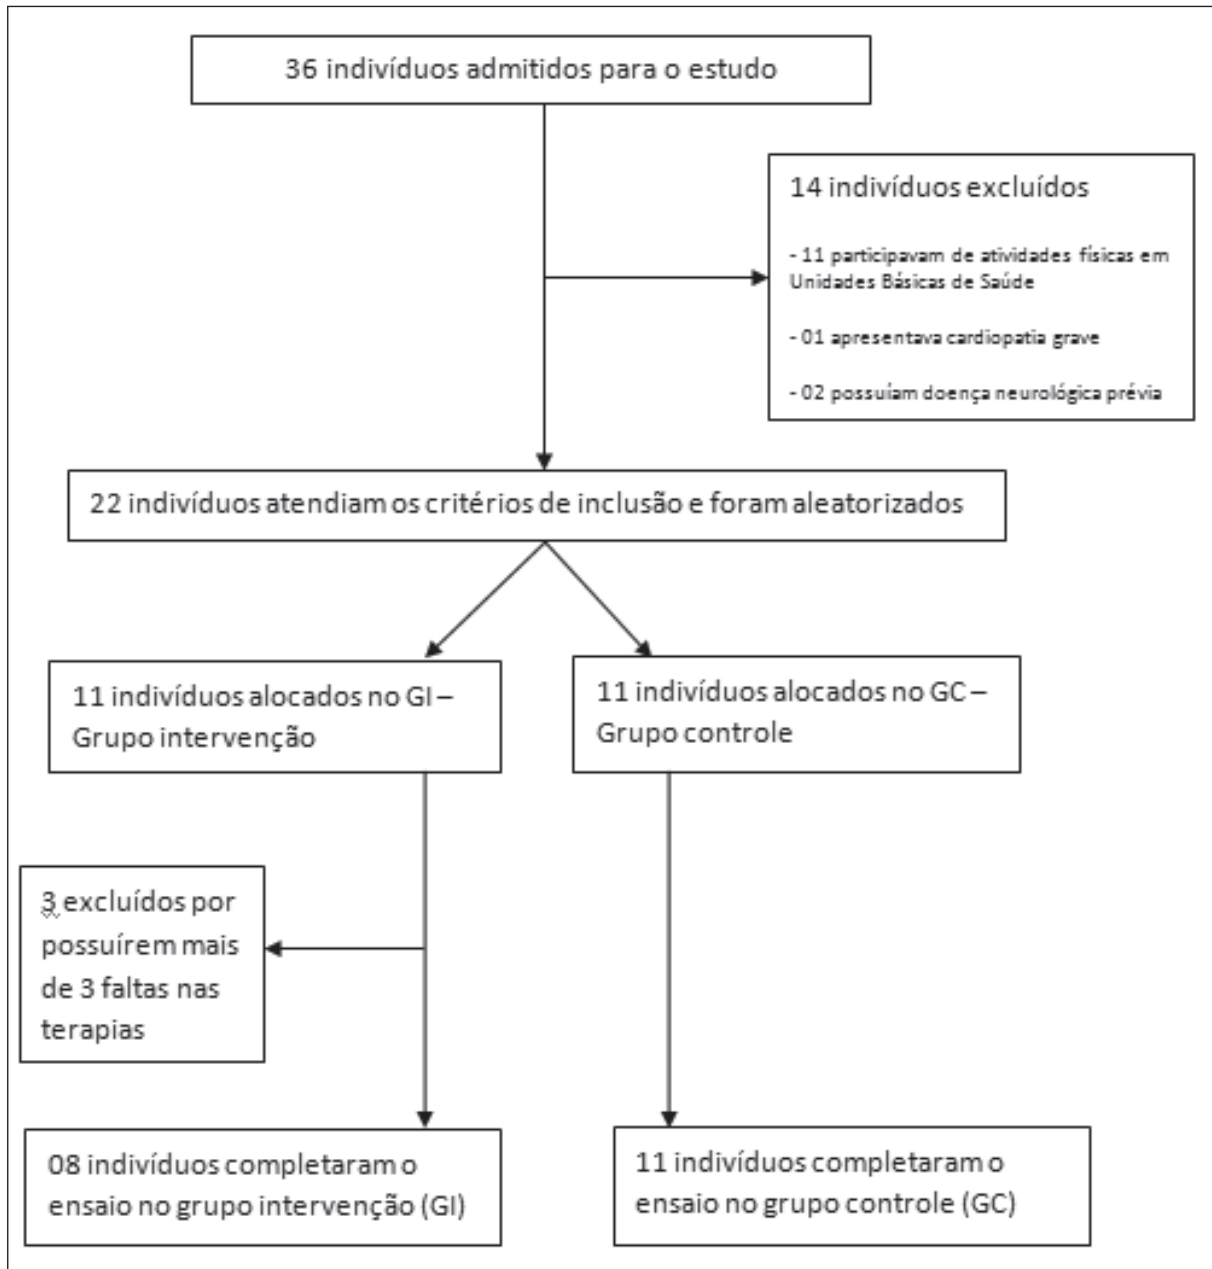 36 indivíduos admitidos para o estudo
14 indivíduos excluídos
- 11 participavam de atividades físicas em
Unidades Básicas de Saúde
- 01 apresentava cardiopatia grave
- 02 possuíam doença neurológica prévia
22 indivíduos atendiam os critérios de inclusão e foram aleatorizados
11 indivíduos alocados no GI –
Grupo intervenção
11 indivíduos alocados no GC –
Grupo controle
3 excluídos por
possuírem mais
de 3 faltas nas
terapias
08 indivíduos completaram o
ensaio no grupo intervenção (GI)
11 indivíduos completaram o
ensaio no grupo controle (GC)